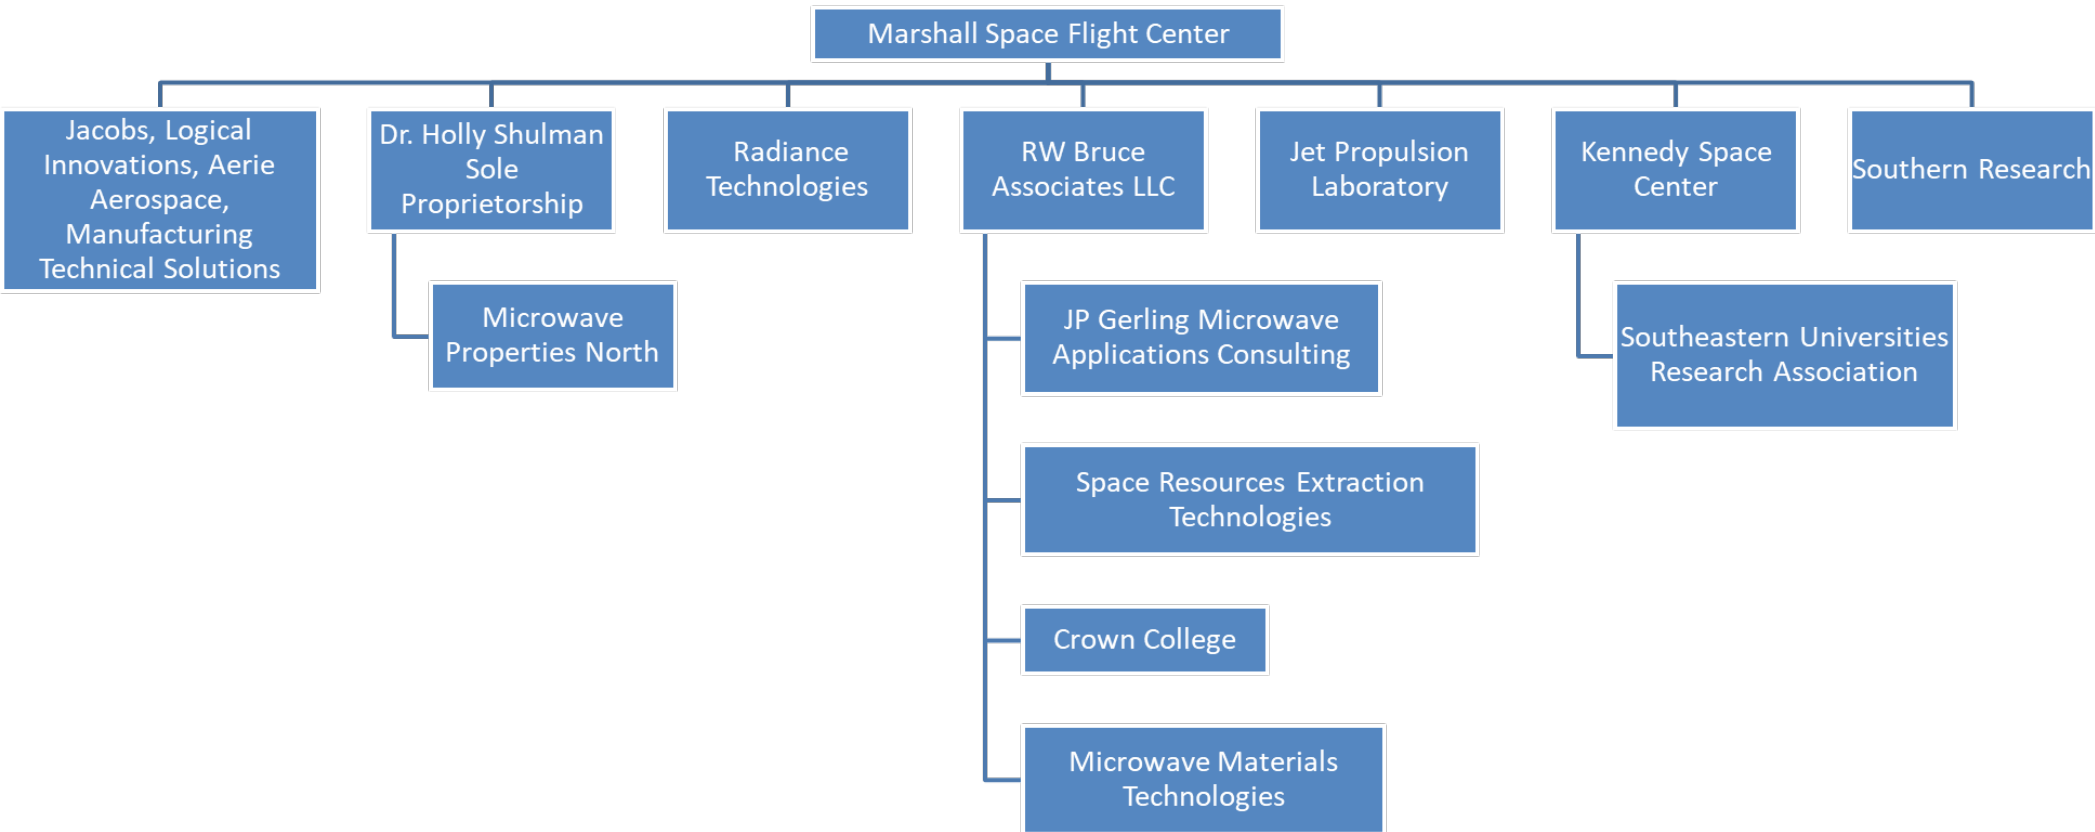 Marshall Space Flight Center
Jacobs, Logical
Innovations, Aerie
Aerospace,
Manufacturing
Technical Solutions
Dr. Holly Shulman
Sole
Proprietorship
Radiance
Technologies
RW Bruce
Associates LLC
Jet Propulsion
Laboratory
Kennedy Space
Center
Southern Research
Microwave
Properties North
JP Gerling Microwave
Applications Consulting
Southeastern Universities
Research Association
Space Resources Extraction
Technologies
Crown College
Microwave Materials
Technologies